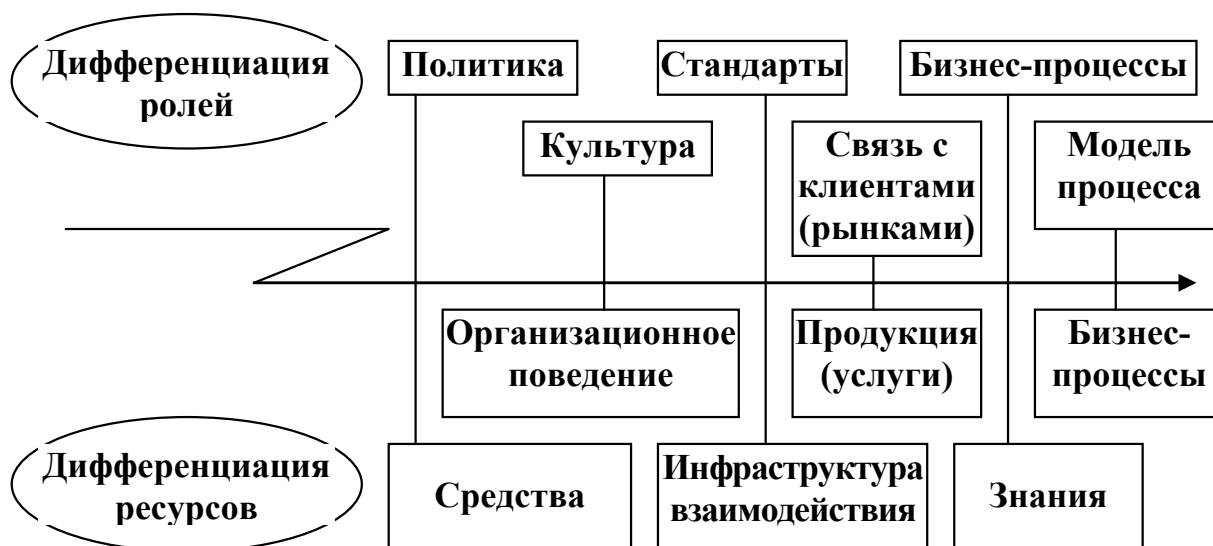 Дифференциация
ролей
Политика
Стандарты
Бизнес-процессы
Культура
Связь с
клиентами
(рынками)
Модель
процесса
Организационное
поведение
Продукция
(услуги)
Бизнес-
процессы
Дифференциация
ресурсов
Средства
Инфраструктура
взаимодействия
Знания